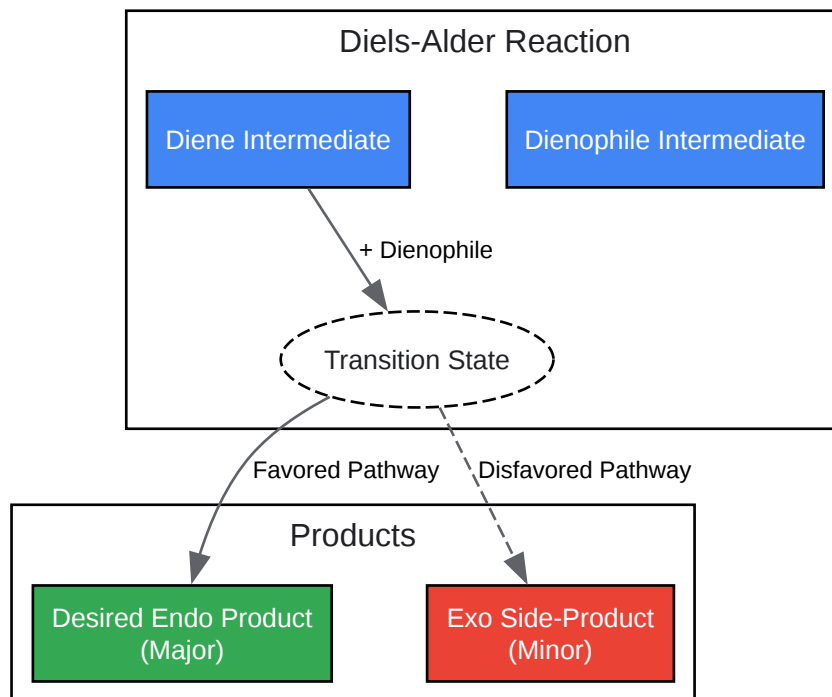 Diels-Alder Reaction
Diene Intermediate
Dienophile Intermediate
+ Dienophile
Transition State
Favored Pathway
Disfavored Pathway
Products
Desired Endo Product
(Major)
Exo Side-Product
(Minor)